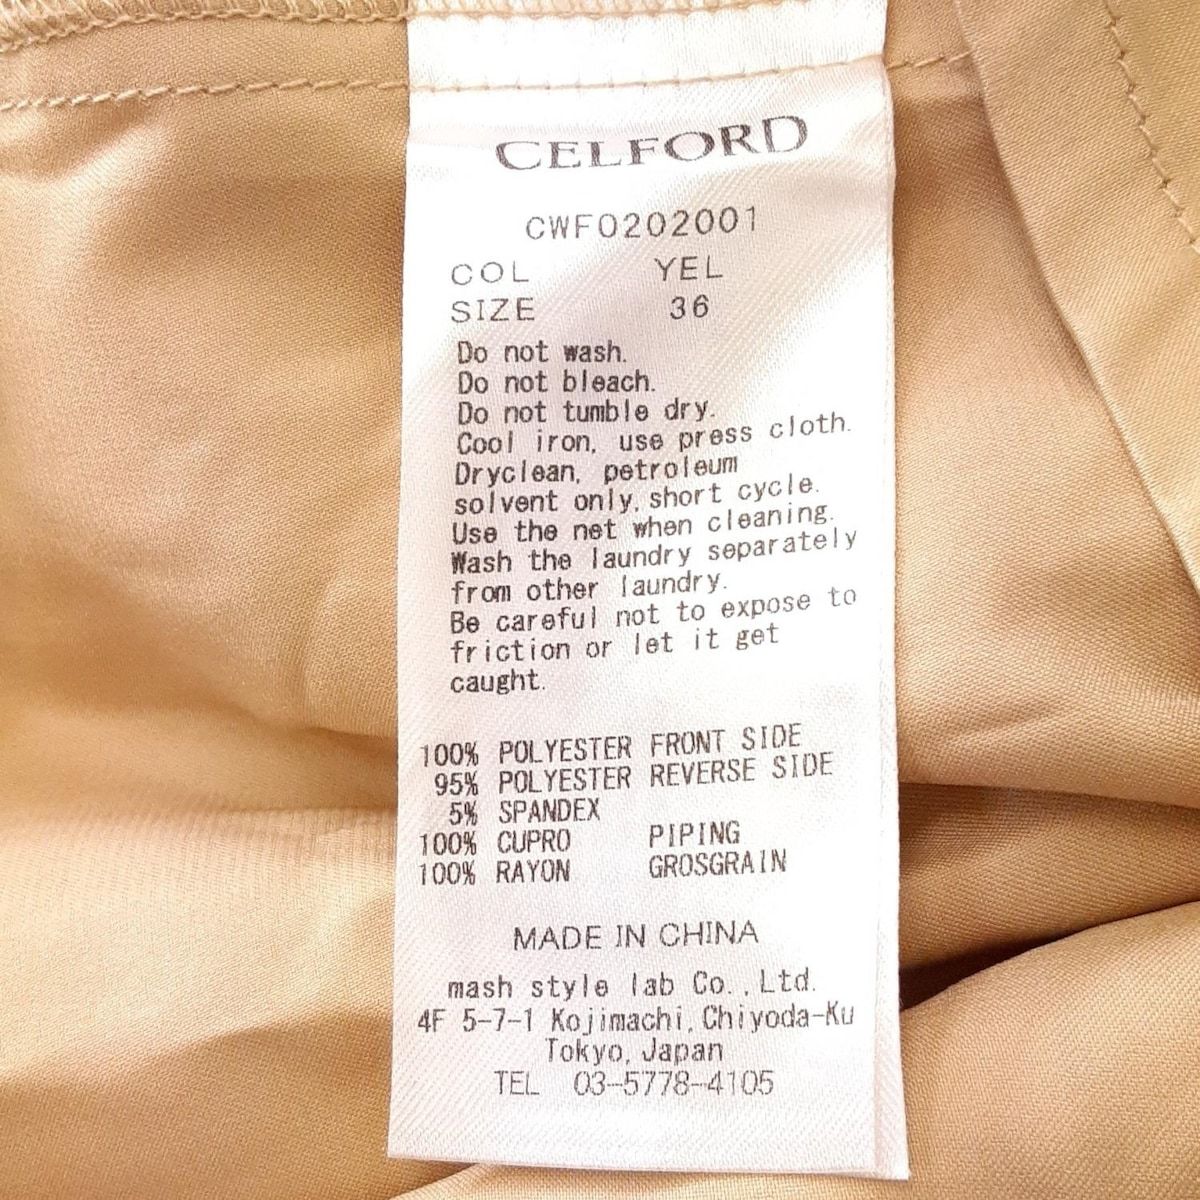 CELFORD
CWF0202001
COL YEL
SIZE 36
Do not wash.
Do not bleach.
Do not tumble dry.
Cool iron, use press cloth.
Dryclean, petroleum
solvent only, short cycle.
Use the net when cleaning.
Wash the laundry separately
from other laundry.
Be careful not to expose to
friction or let it get
caught.
100% POLYESTER FRONT SIDE
95% POLYESTER REVERSE SIDE
5% SPANDEX
100% CUPRO PIPING
100% RAYON GROSGRAIN
MADE IN CHINA
mash style lab Co.,Ltd.
4F 5-7-1 Kojimachi, Chiyoda-Ku
Tokyo, Japan
TEL 03-5778-4105